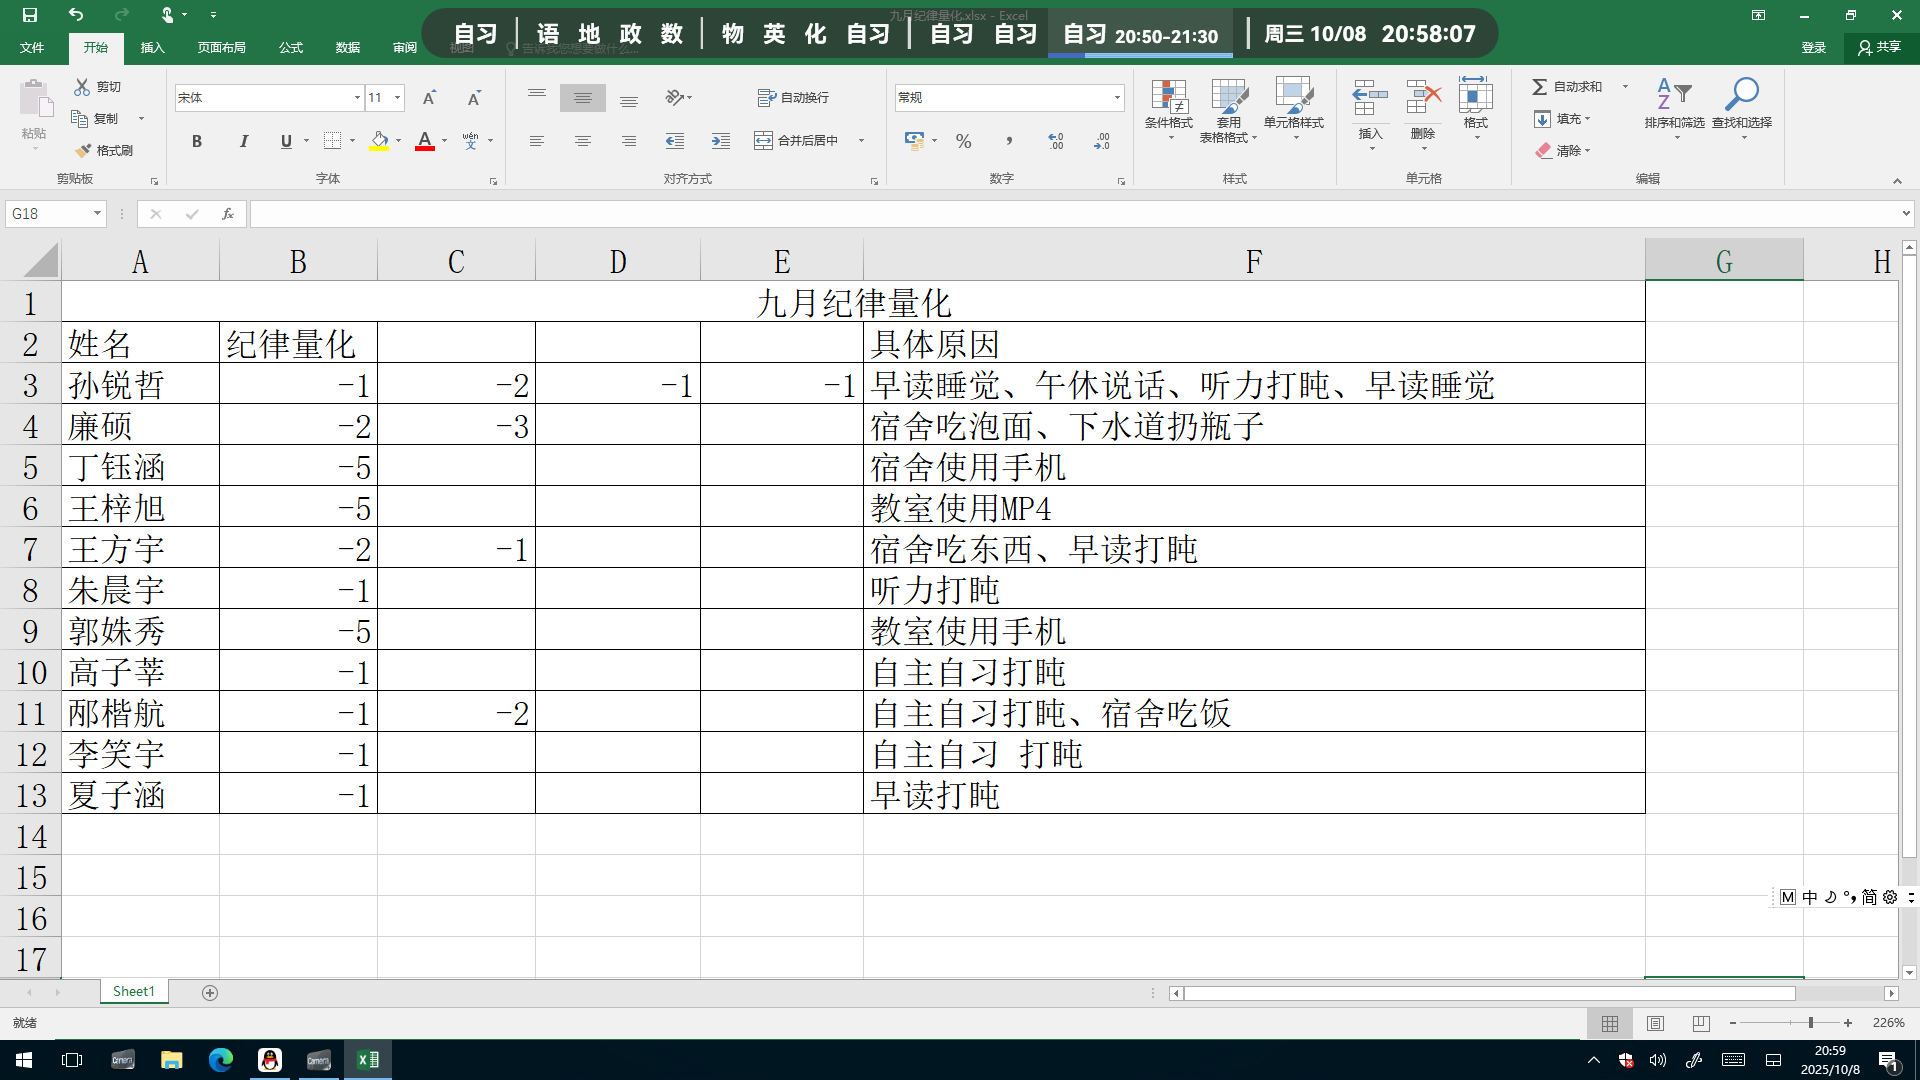 九月纪律量化.xlsx - Excel
自习 语 地 政 数 物 英 化 自习 自习 自习 自习 20:50-21:30 周三 10/08 20:58:07
文件 开始 插入 页面布局 公式 数据 审阅 视图 告诉我您想要做什么... 登录 共享
剪切
复制
格式刷
粘贴
剪贴板
宋体 11
B I U A wén 文
字体
自动换行
合并后居中
对齐方式
常规
% , .00 .00
数字
条件格式 套用 表格格式 单元格样式
样式
插入 删除 格式
单元格
自动求和
填充
清除
排序和筛选 查找和选择
编辑
G18 fx
A B C D E F G H
1 九月纪律量化
2 姓名 纪律量化 具体原因
3 孙锐哲 -1 -2 -1 -1 早读睡觉、午休说话、听力打盹、早读睡觉
4 廉硕 -2 -3 宿舍吃泡面、下水道扔瓶子
5 丁钰涵 -5 宿舍使用手机
6 王梓旭 -5 教室使用MP4
7 王方宇 -2 -1 宿舍吃东西、早读打盹
8 朱晨宇 -1 听力打盹
9 郭姝秀 -5 教室使用手机
10 高子莘 -1 自主自习打盹
11 邴楷航 -1 -2 自主自习打盹、宿舍吃饭
12 李笑宇 -1 自主自习 打盹
13 夏子涵 -1 早读打盹
14
15
16
17
M 中 简
Sheet1
就绪 226%
20:59
2025/10/8
1